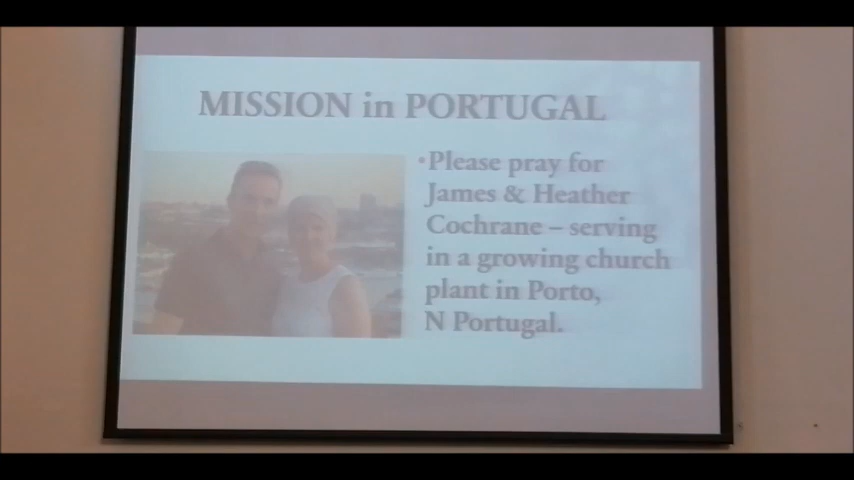 MISSION in PORTUGAL
•Please pray for
James & Heather
Cochrane – serving
in a growing church
plant in Porto,
N Portugal.